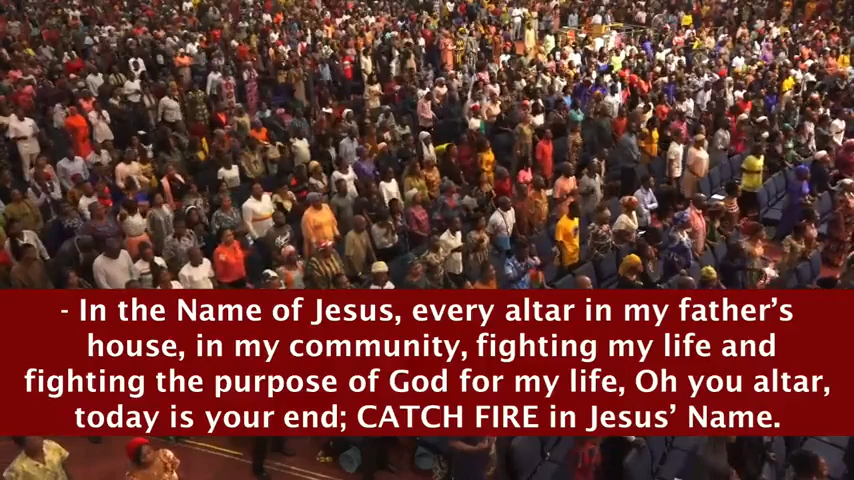 - In the Name of Jesus, every altar in my father’s
house, in my community, fighting my life and
fighting the purpose of God for my life, Oh you altar,
today is your end; CATCH FIRE in Jesus’ Name.